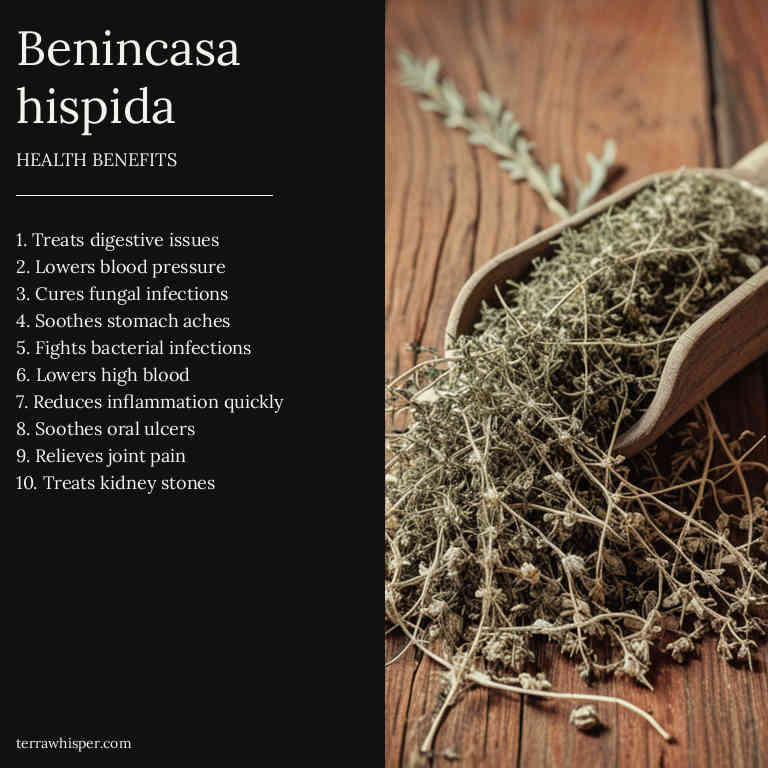 Benincasa
hispida
HEALTH BENEFITS
1. Treats digestive issues
2. Lowers blood pressure
3. Cures fungal infections
4. Soothes stomach aches
5. Fights bacterial infections
6. Lowers high blood
7. Reduces inflammation quickly
8. Soothes oral ulcers
9. Relieves joint pain
10. Treats kidney stones
terrawhisper.com